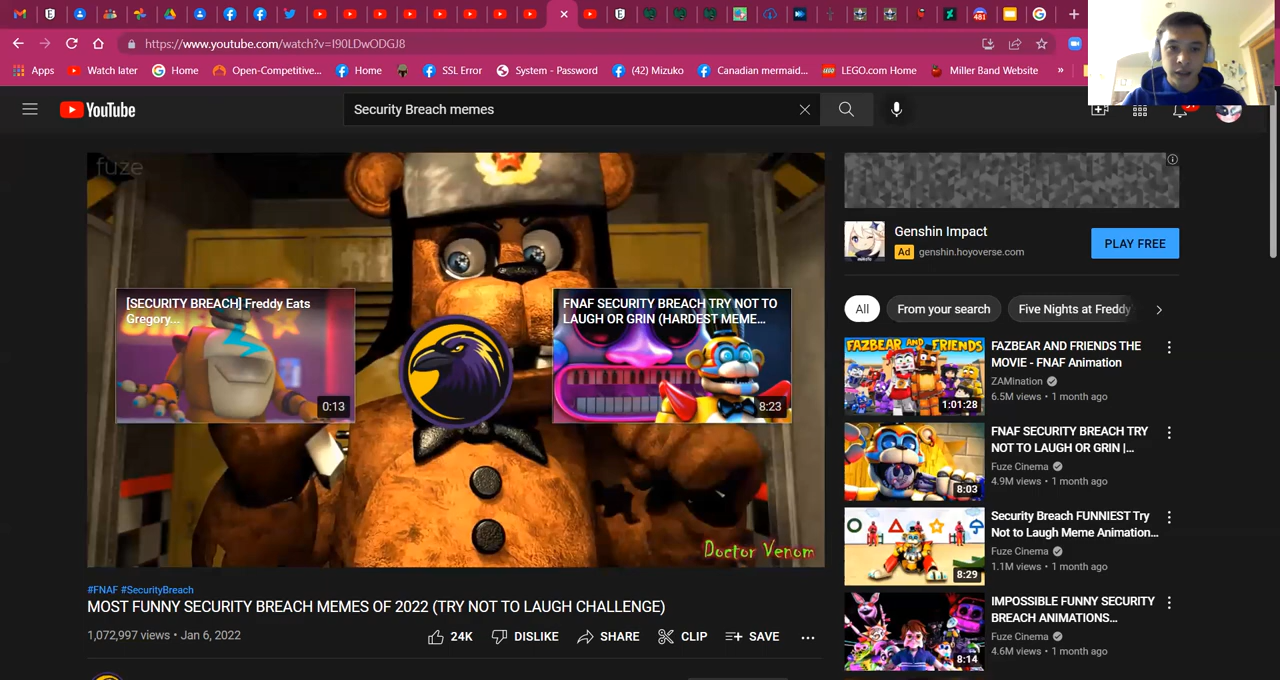 481
https://www.youtube.com/watch?v=I90LDwODGJ8
Apps
Watch later
Home
Open-Competitive...
Home
SSL Error
System - Password
(42) Mizuko
Canadian mermaid...
LEGO.com Home
Miller Band Website
»
YouTube
Security Breach memes
fuze
[SECURITY BREACH] Freddy Eats
Gregory...
0:13
FNAF SECURITY BREACH TRY NOT TO
LAUGH OR GRIN (HARDEST MEME...
8:23
Doctor Venom
#FNAF #SecurityBreach
MOST FUNNY SECURITY BREACH MEMES OF 2022 (TRY NOT TO LAUGH CHALLENGE)
1,072,997 views • Jan 6, 2022
24K
DISLIKE
SHARE
CLIP
SAVE
Genshin Impact
Ad genshin.hoyoverse.com
PLAY FREE
All
From your search
Five Nights at Freddy
FAZBEAR AND FRIENDS
1:01:28
FAZBEAR AND FRIENDS THE
MOVIE - FNAF Animation
ZAMination
6.5M views • 1 month ago
8:03
FNAF SECURITY BREACH TRY
NOT TO LAUGH OR GRIN |...
Fuze Cinema
4.9M views • 1 month ago
8:29
Security Breach FUNNIEST Try
Not to Laugh Meme Animation...
Fuze Cinema
1.1M views • 1 month ago
8:14
IMPOSSIBLE FUNNY SECURITY
BREACH ANIMATIONS...
Fuze Cinema
4.6M views • 1 month ago